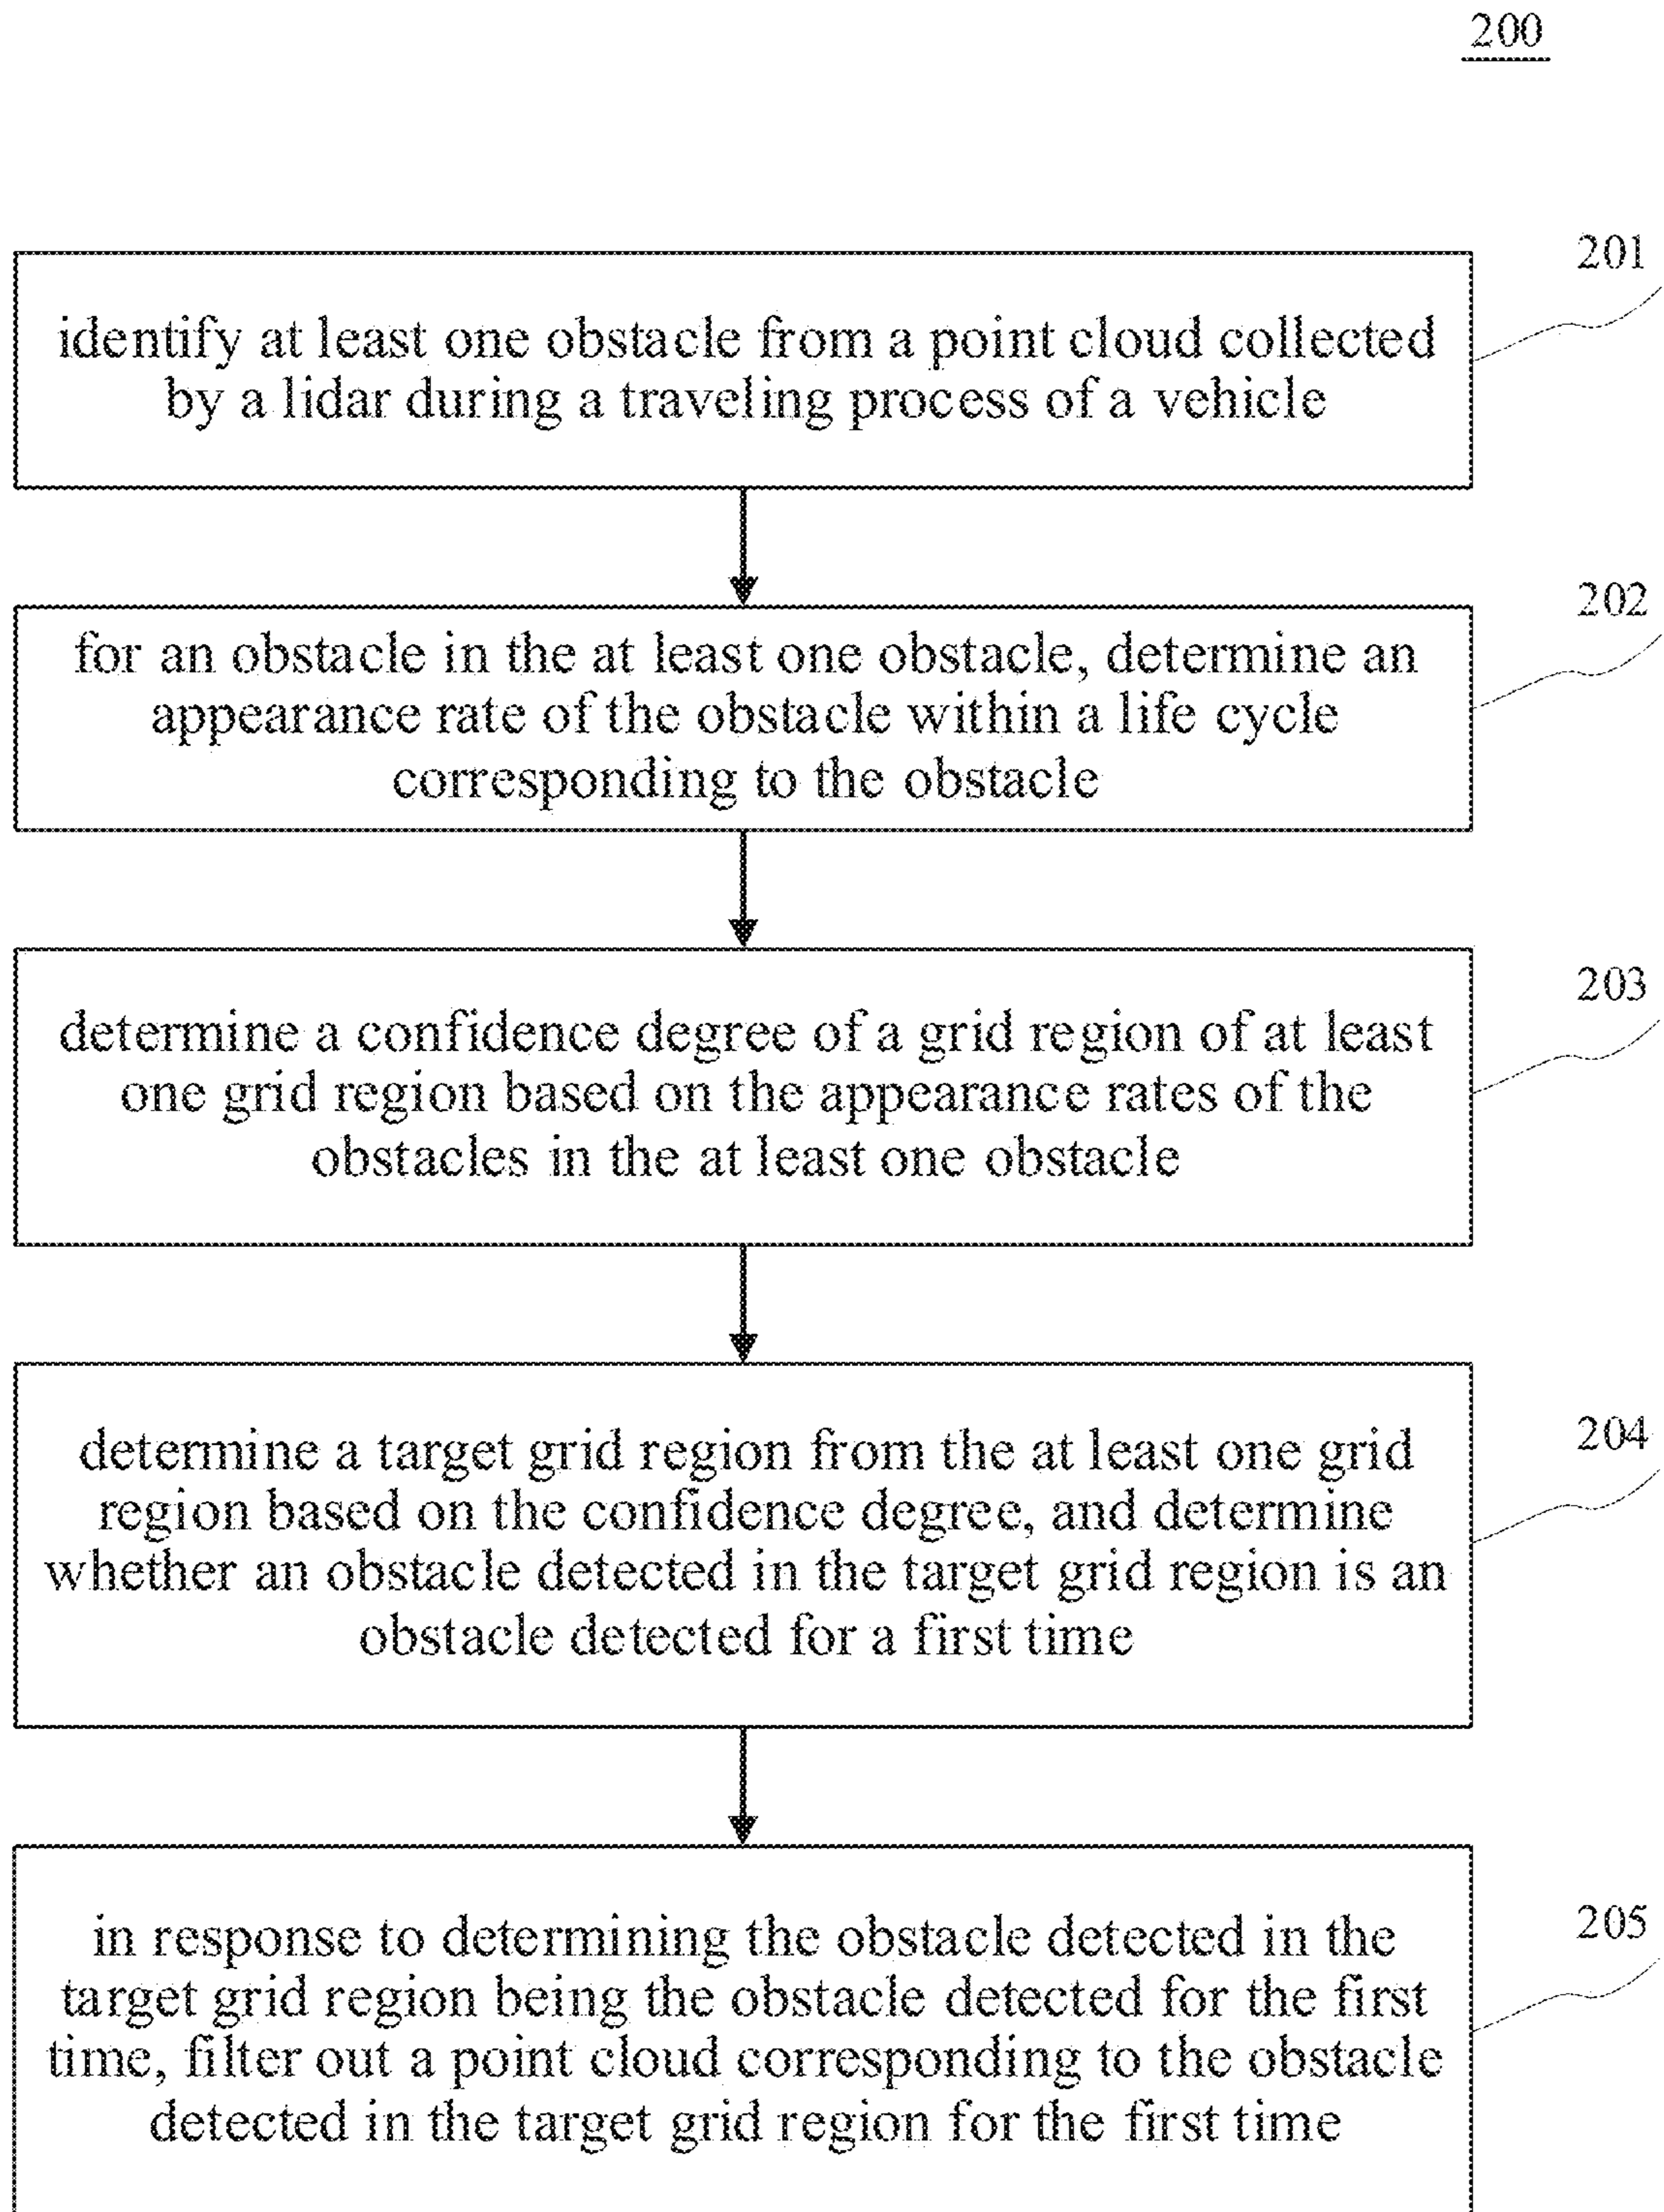 200
201
identify at least one obstacle from a point cloud collected
by a lidar during a traveling process of a vehicle
202
for an obstacle in the at least one obstacle, determine an
appearance rate of the obstacle within a life cycle
corresponding to the obstacle
203
determine a confidence degree of a grid region of at least
one grid region based on the appearance rates of the
obstacles in the at least one obstacle
204
determine a target grid region from the at least one grid
region based on the confidence degree, and determine
whether an obstacle detected in the target grid region is an
obstacle detected for a first time
205
in response to determining the obstacle detected in the
target grid region being the obstacle detected for the first
time, filter out a point cloud corresponding to the obstacle
detected in the target grid region for the first time